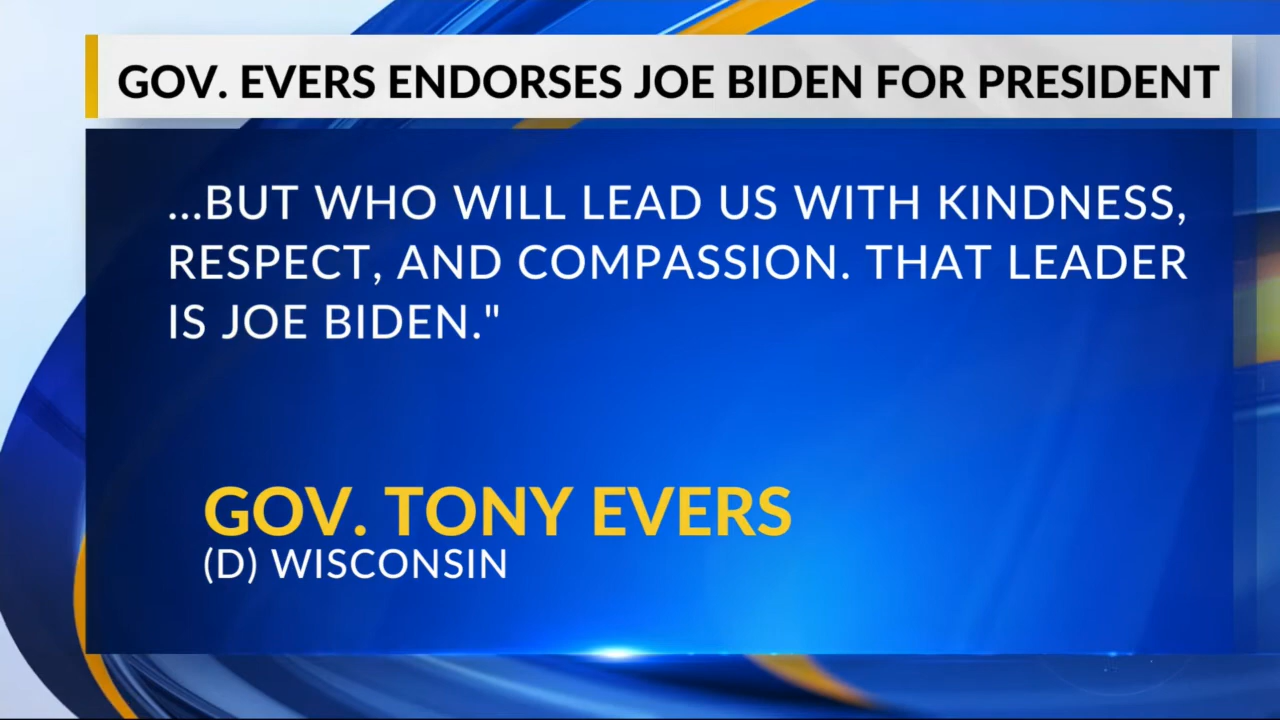 GOV. EVERS ENDORSES JOE BIDEN FOR PRESIDENT
...BUT WHO WILL LEAD US WITH KINDNESS,
RESPECT, AND COMPASSION. THAT LEADER
IS JOE BIDEN."
GOV. TONY EVERS
(D) WISCONSIN